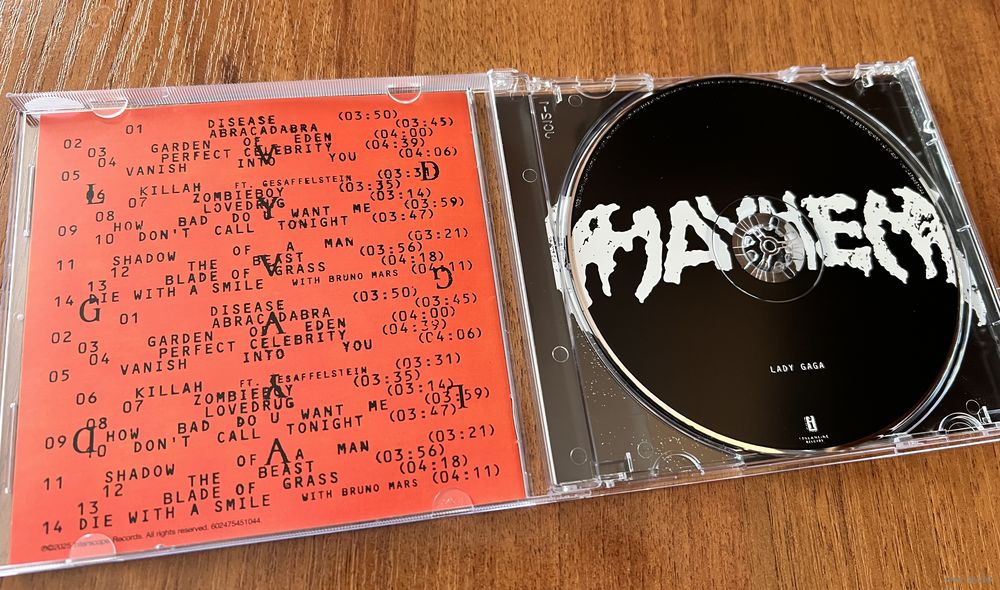 01 DISEASE (03:50)
02 ABRACADABRA (03:45)
03 GARDEN OF EDEN (04:00)
04 PERFECT CELEBRITY (04:39)
05 VANISH INTO YOU (04:06)
06 KILLAH FT. GESAFFELSTEIN (03:31)
07 ZOMBIEBOY (03:35)
08 LOVEDRUG (03:14)
09 HOW BAD DO U WANT ME (03:59)
10 DON'T CALL TONIGHT (03:47)
11 SHADOW OF A MAN (03:21)
12 THE BEAST (03:56)
13 BLADE OF GRASS (04:18)
14 DIE WITH A SMILE WITH BRUNO MARS (04:11)
01 DISEASE (03:50)
02 ABRACADABRA (03:45)
03 GARDEN OF EDEN (04:00)
04 PERFECT CELEBRITY (04:39)
05 VANISH INTO YOU (04:06)
06 KILLAH FT. GESAFFELSTEIN (03:31)
07 ZOMBIEBOY (03:35)
08 LOVEDRUG (03:14)
09 HOW BAD DO U WANT ME (03:59)
10 DON'T CALL TONIGHT (03:47)
11 SHADOW OF A MAN (03:21)
12 THE BEAST (03:56)
13 BLADE OF GRASS (04:18)
14 DIE WITH A SMILE WITH BRUNO MARS (04:11)
℗©2025 Interscope Records. All rights reserved. 602475451044.
MAYHEM
LADY GAGA